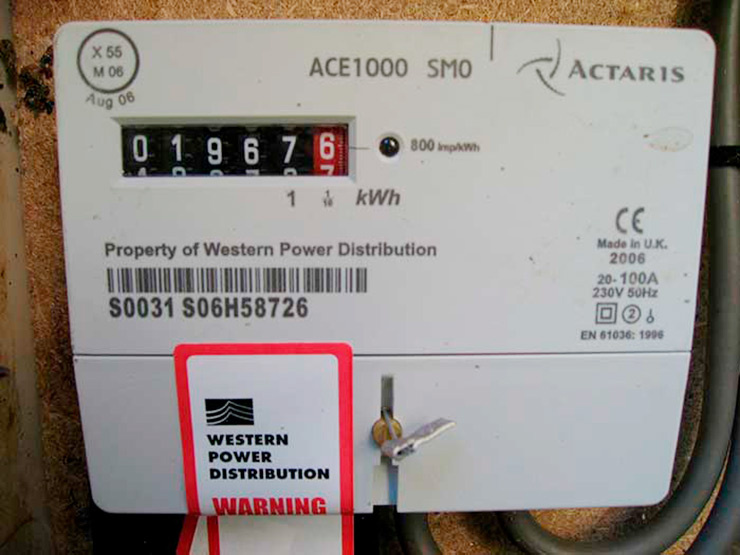 X 55
M 06
Aug 06
ACE1000 SM0
ACTARIS
0 1 9 6 7 6
800 Imp/kWh
1 1/10 kWh
CE
Made in U.K.
2006
Property of Western Power Distribution
20-100A
230V 50Hz
S0031 S06H58726
2
EN 61036: 1996
WESTERN
POWER
DISTRIBUTION
WARNING